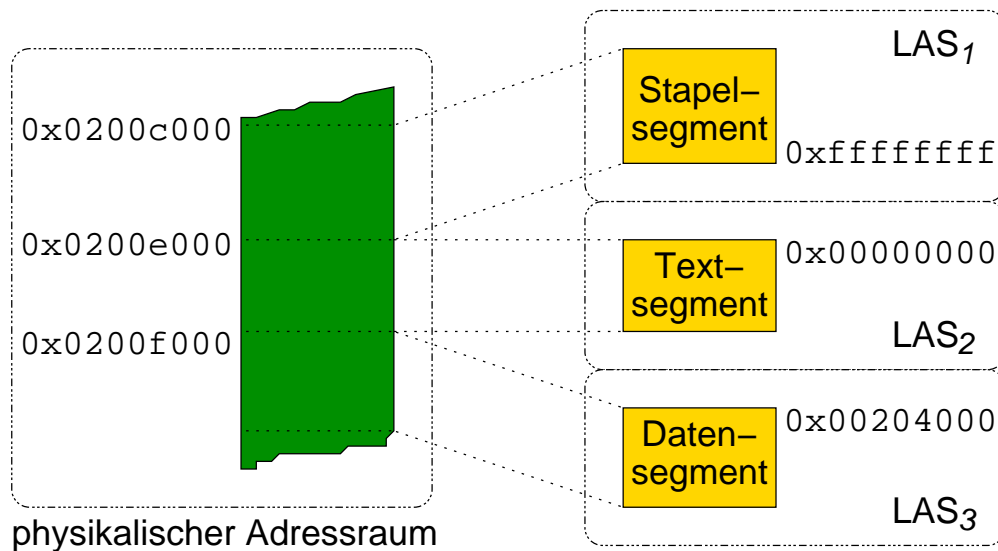 0x0200c000
0x0200e000
0x0200f000
physikalischer Adressraum
LAS1
Stapel–
segment
0xffffffff
Text–
segment
0x00000000
LAS2
Daten–
segment
0x00204000
LAS3